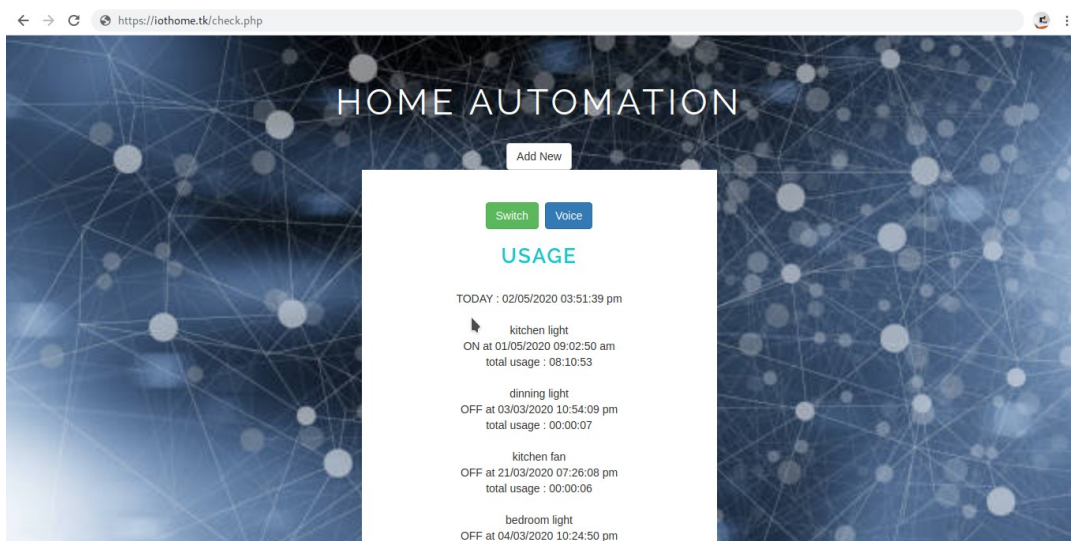 https://iothome.tk/check.php
HOME AUTOMATION
Add New
Switch Voice
USAGE
TODAY : 02/05/2020 03:51:39 pm
kitchen light
ON at 01/05/2020 09:02:50 am
total usage : 08:10:53
dinning light
OFF at 03/03/2020 10:54:09 pm
total usage : 00:00:07
kitchen fan
OFF at 21/03/2020 07:26:08 pm
total usage : 00:00:06
bedroom light
OFF at 04/03/2020 10:24:50 pm